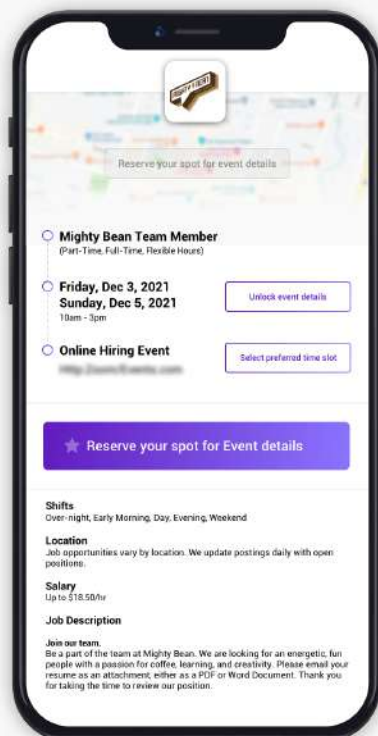 Reserve your spot for event details
Mighty Bean Team Member
(Part-Time, Full-Time, Flexible Hours)
Friday, Dec 3, 2021
Sunday, Dec 5, 2021
10am - 3pm
Unlock event details
Online Hiring Event
Select preferred time slot
Reserve your spot for Event details
Shifts
Over-night, Early Morning, Day, Evening, Weekend
Location
Job opportunities vary by location. We update postings daily with open
positions.
Salary
Up to $18.50/hr
Job Description
Join our team.
Be a part of the team at Mighty Bean. We are looking for an energetic, fun
people with a passion for coffee, learning, and creativity. Please email your
resume as an attachment, either as a PDF or Word Document. Thank you
for taking the time to review our position.